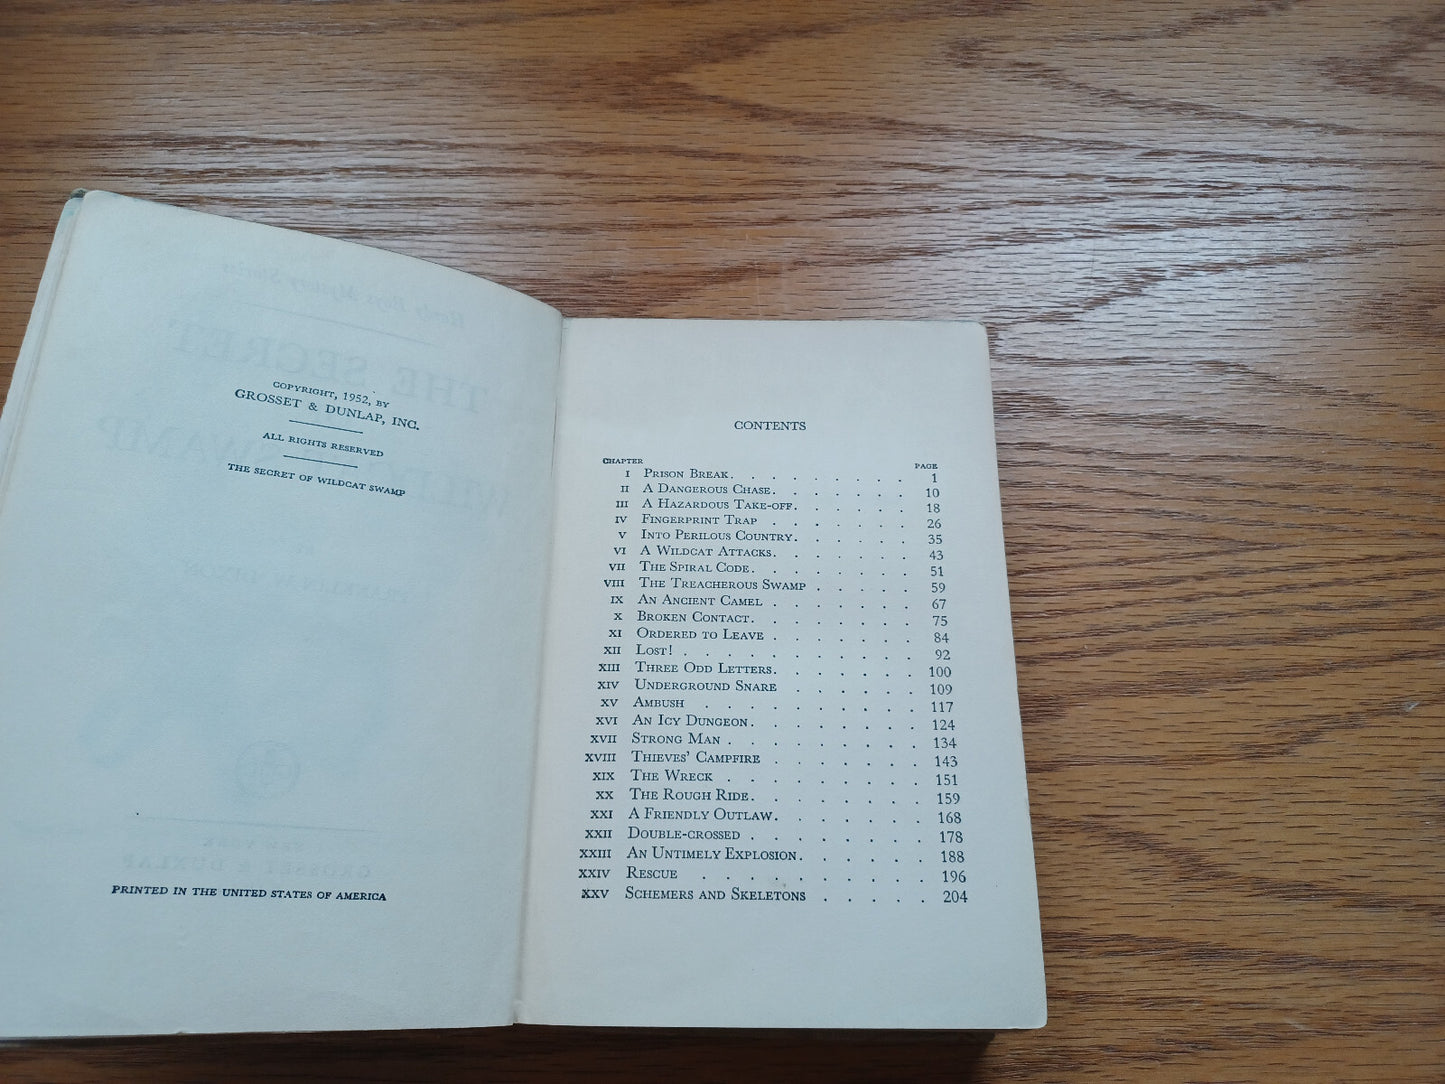 COPYRIGHT, 1952, BY
GROSSET & DUNLAP, INC.
ALL RIGHTS RESERVED
THE SECRET OF WILDCAT SWAMP
PRINTED IN THE UNITED STATES OF AMERICA
CONTENTS
CHAPTER PAGE
I PRISON BREAK. . . . . . . . 1
II A DANGEROUS CHASE. . . . . . . 10
III A HAZARDOUS TAKE-OFF. . . . . . 18
IV FINGERPRINT TRAP . . . . . . 26
V INTO PERILOUS COUNTRY. . . . . . 35
VI A WILDCAT ATTACKS. . . . . . . 43
VII THE SPIRAL CODE. . . . . . . . 51
VIII THE TREACHEROUS SWAMP . . . . . 59
IX AN ANCIENT CAMEL . . . . . . . 67
X BROKEN CONTACT. . . . . . . . 75
XI ORDERED TO LEAVE . . . . . . . 84
XII LOST! . . . . . . . . . . . 92
XIII THREE ODD LETTERS. . . . . . . 100
XIV UNDERGROUND SNARE . . . . . . 109
XV AMBUSH . . . . . . . . . . 117
XVI AN ICY DUNGEON. . . . . . . . 124
XVII STRONG MAN . . . . . . . . . 134
XVIII THIEVES' CAMPFIRE . . . . . . . 143
XIX THE WRECK . . . . . . . . . 151
XX THE ROUGH RIDE. . . . . . . . 159
XXI A FRIENDLY OUTLAW. . . . . . . 168
XXII DOUBLE-CROSSED . . . . . . . . 178
XXIII AN UNTIMELY EXPLOSION. . . . . . 188
XXIV RESCUE . . . . . . . . . . 196
XXV SCHEMERS AND SKELETONS . . . . . 204